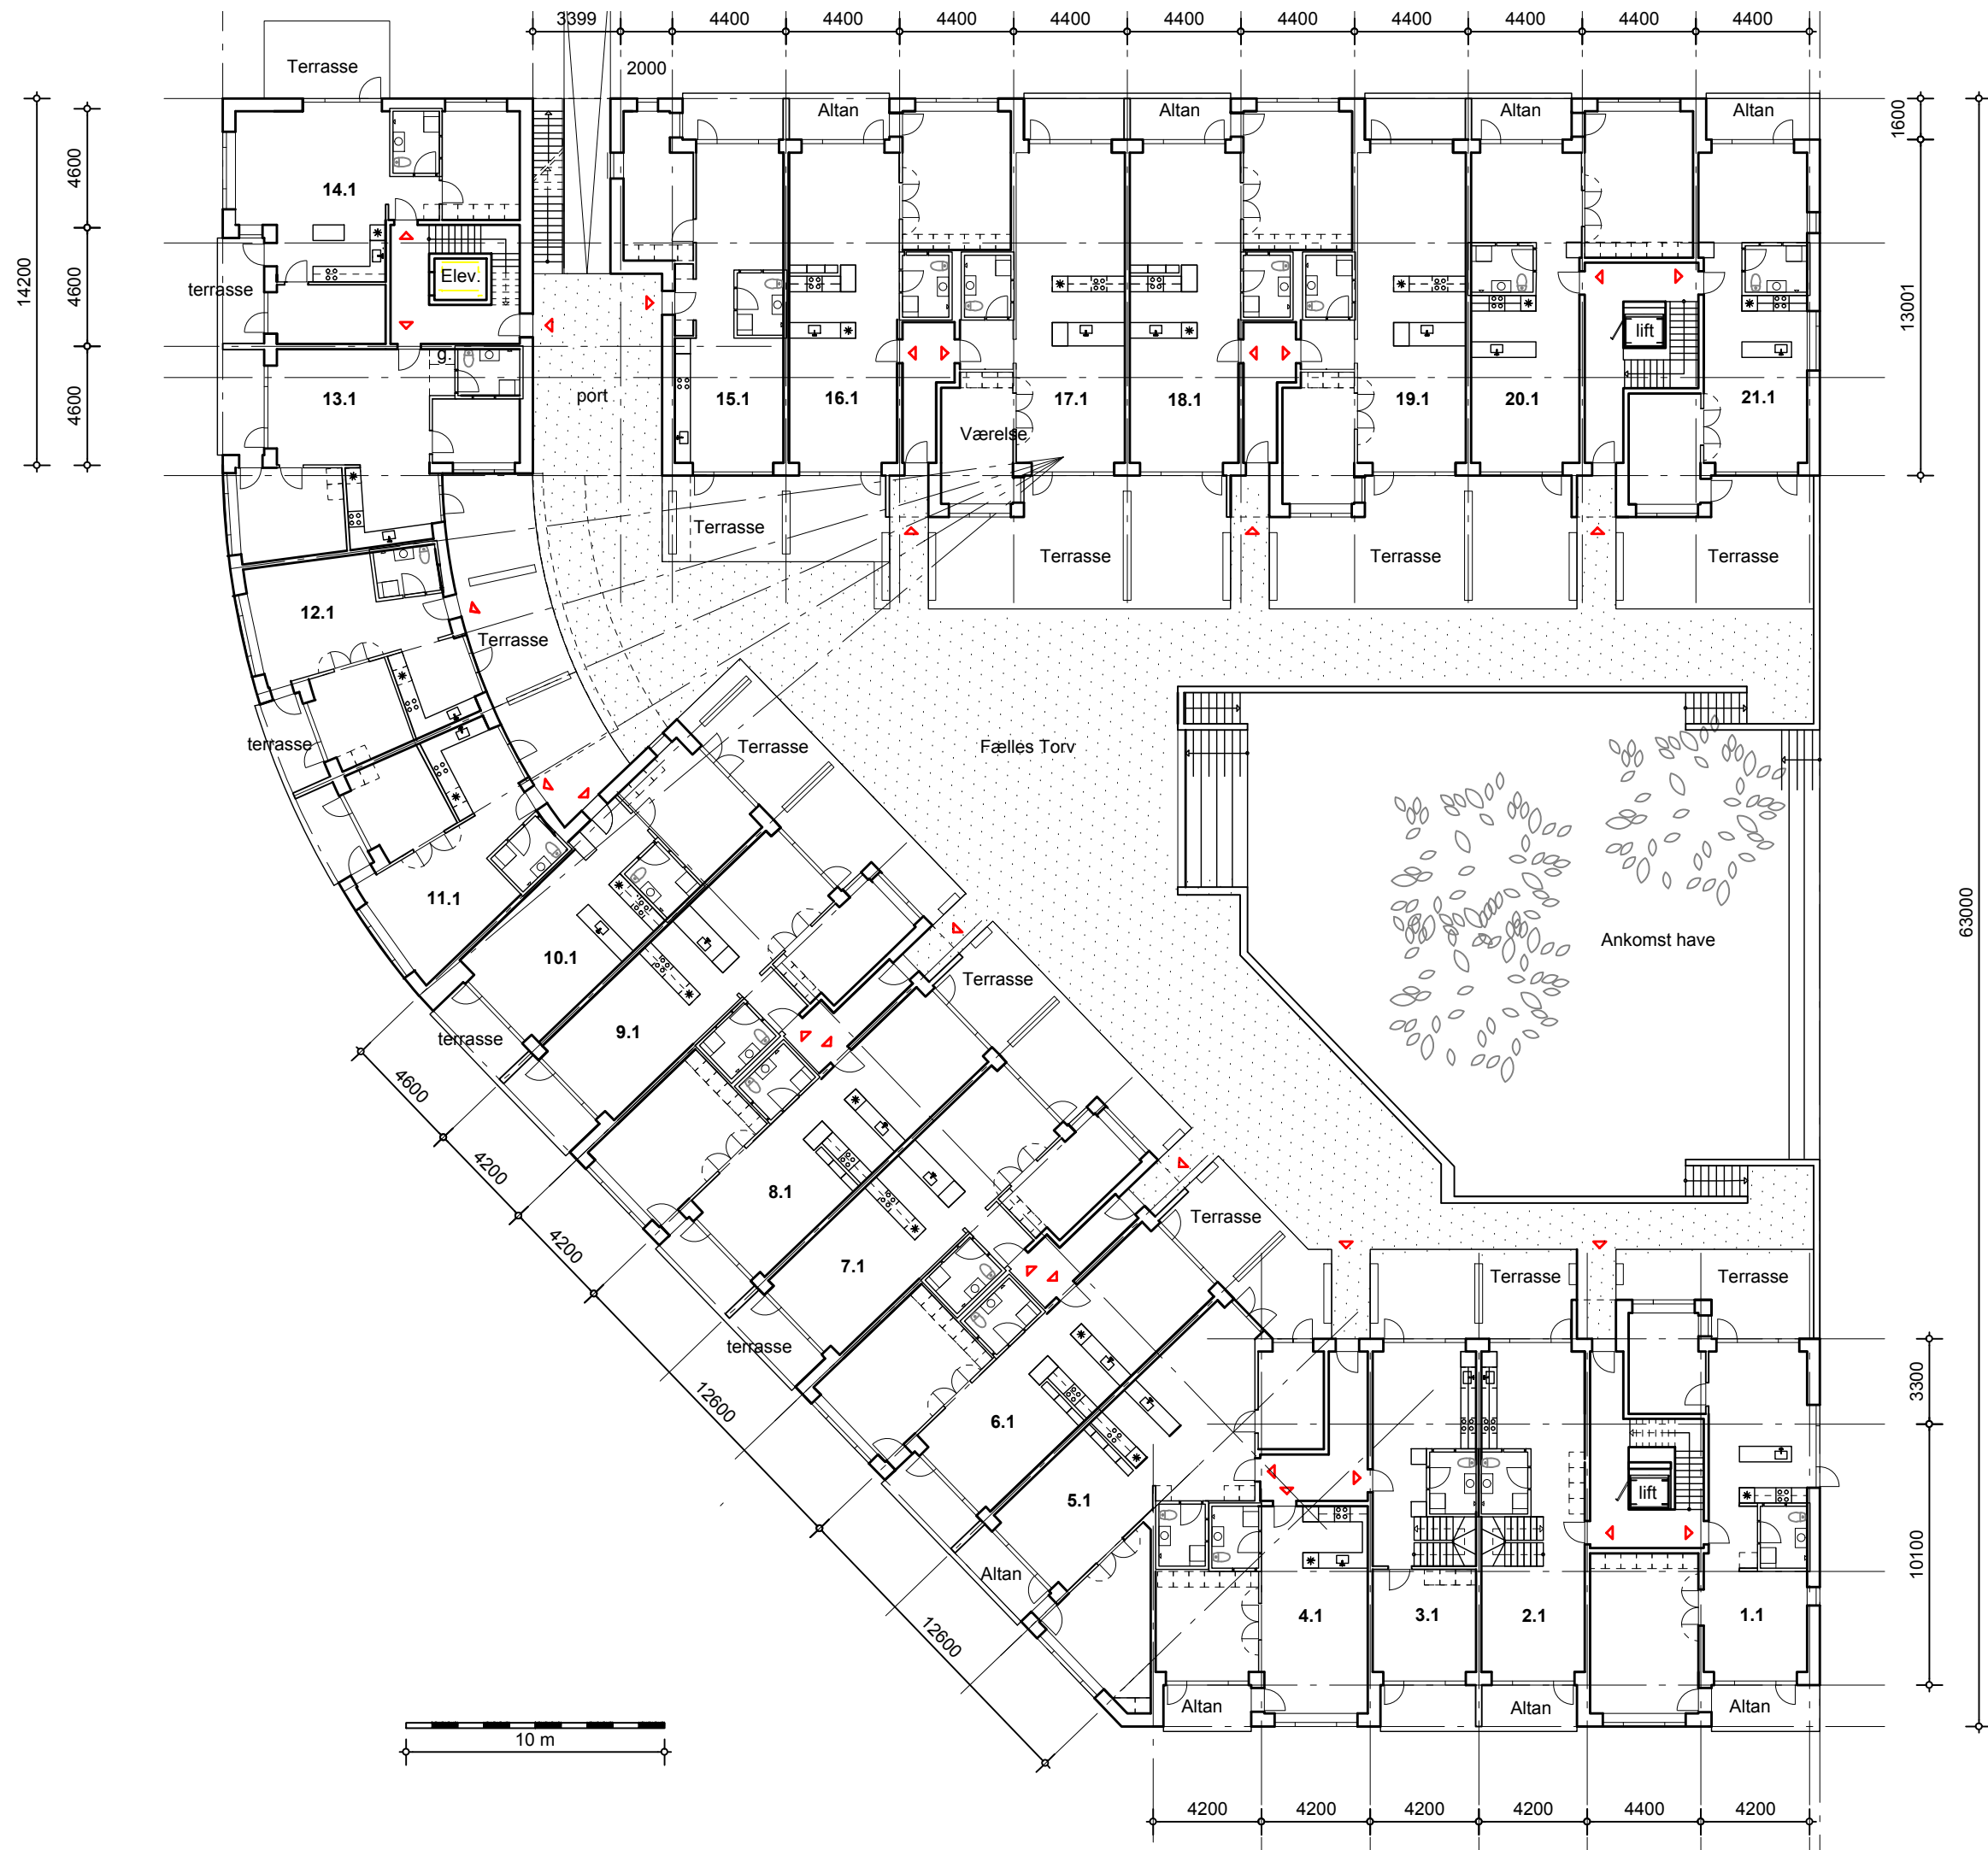 3399
4400
4400
4400
4400
4400
4400
4400
4400
4400
4400
2000
Terrasse
Altan
Altan
Altan
Altan
1600
4600
14.1
14200
4600
Elev.
terrasse
lift
13001
g.
4600
13.1
port
15.1
16.1
17.1
18.1
19.1
20.1
21.1
Værelse
Terrasse
Terrasse
Terrasse
Terrasse
12.1
Terrasse
terrasse
Terrasse
Fælles Torv
11.1
63000
Ankomst have
10.1
Terrasse
9.1
terrasse
4600
4200
8.1
Terrasse
4200
7.1
Terrasse
Terrasse
terrasse
12600
3300
6.1
5.1
lift
10100
Altan
4.1
3.1
2.1
1.1
12600
Altan
Altan
Altan
10 m
4200
4200
4200
4200
4400
4200